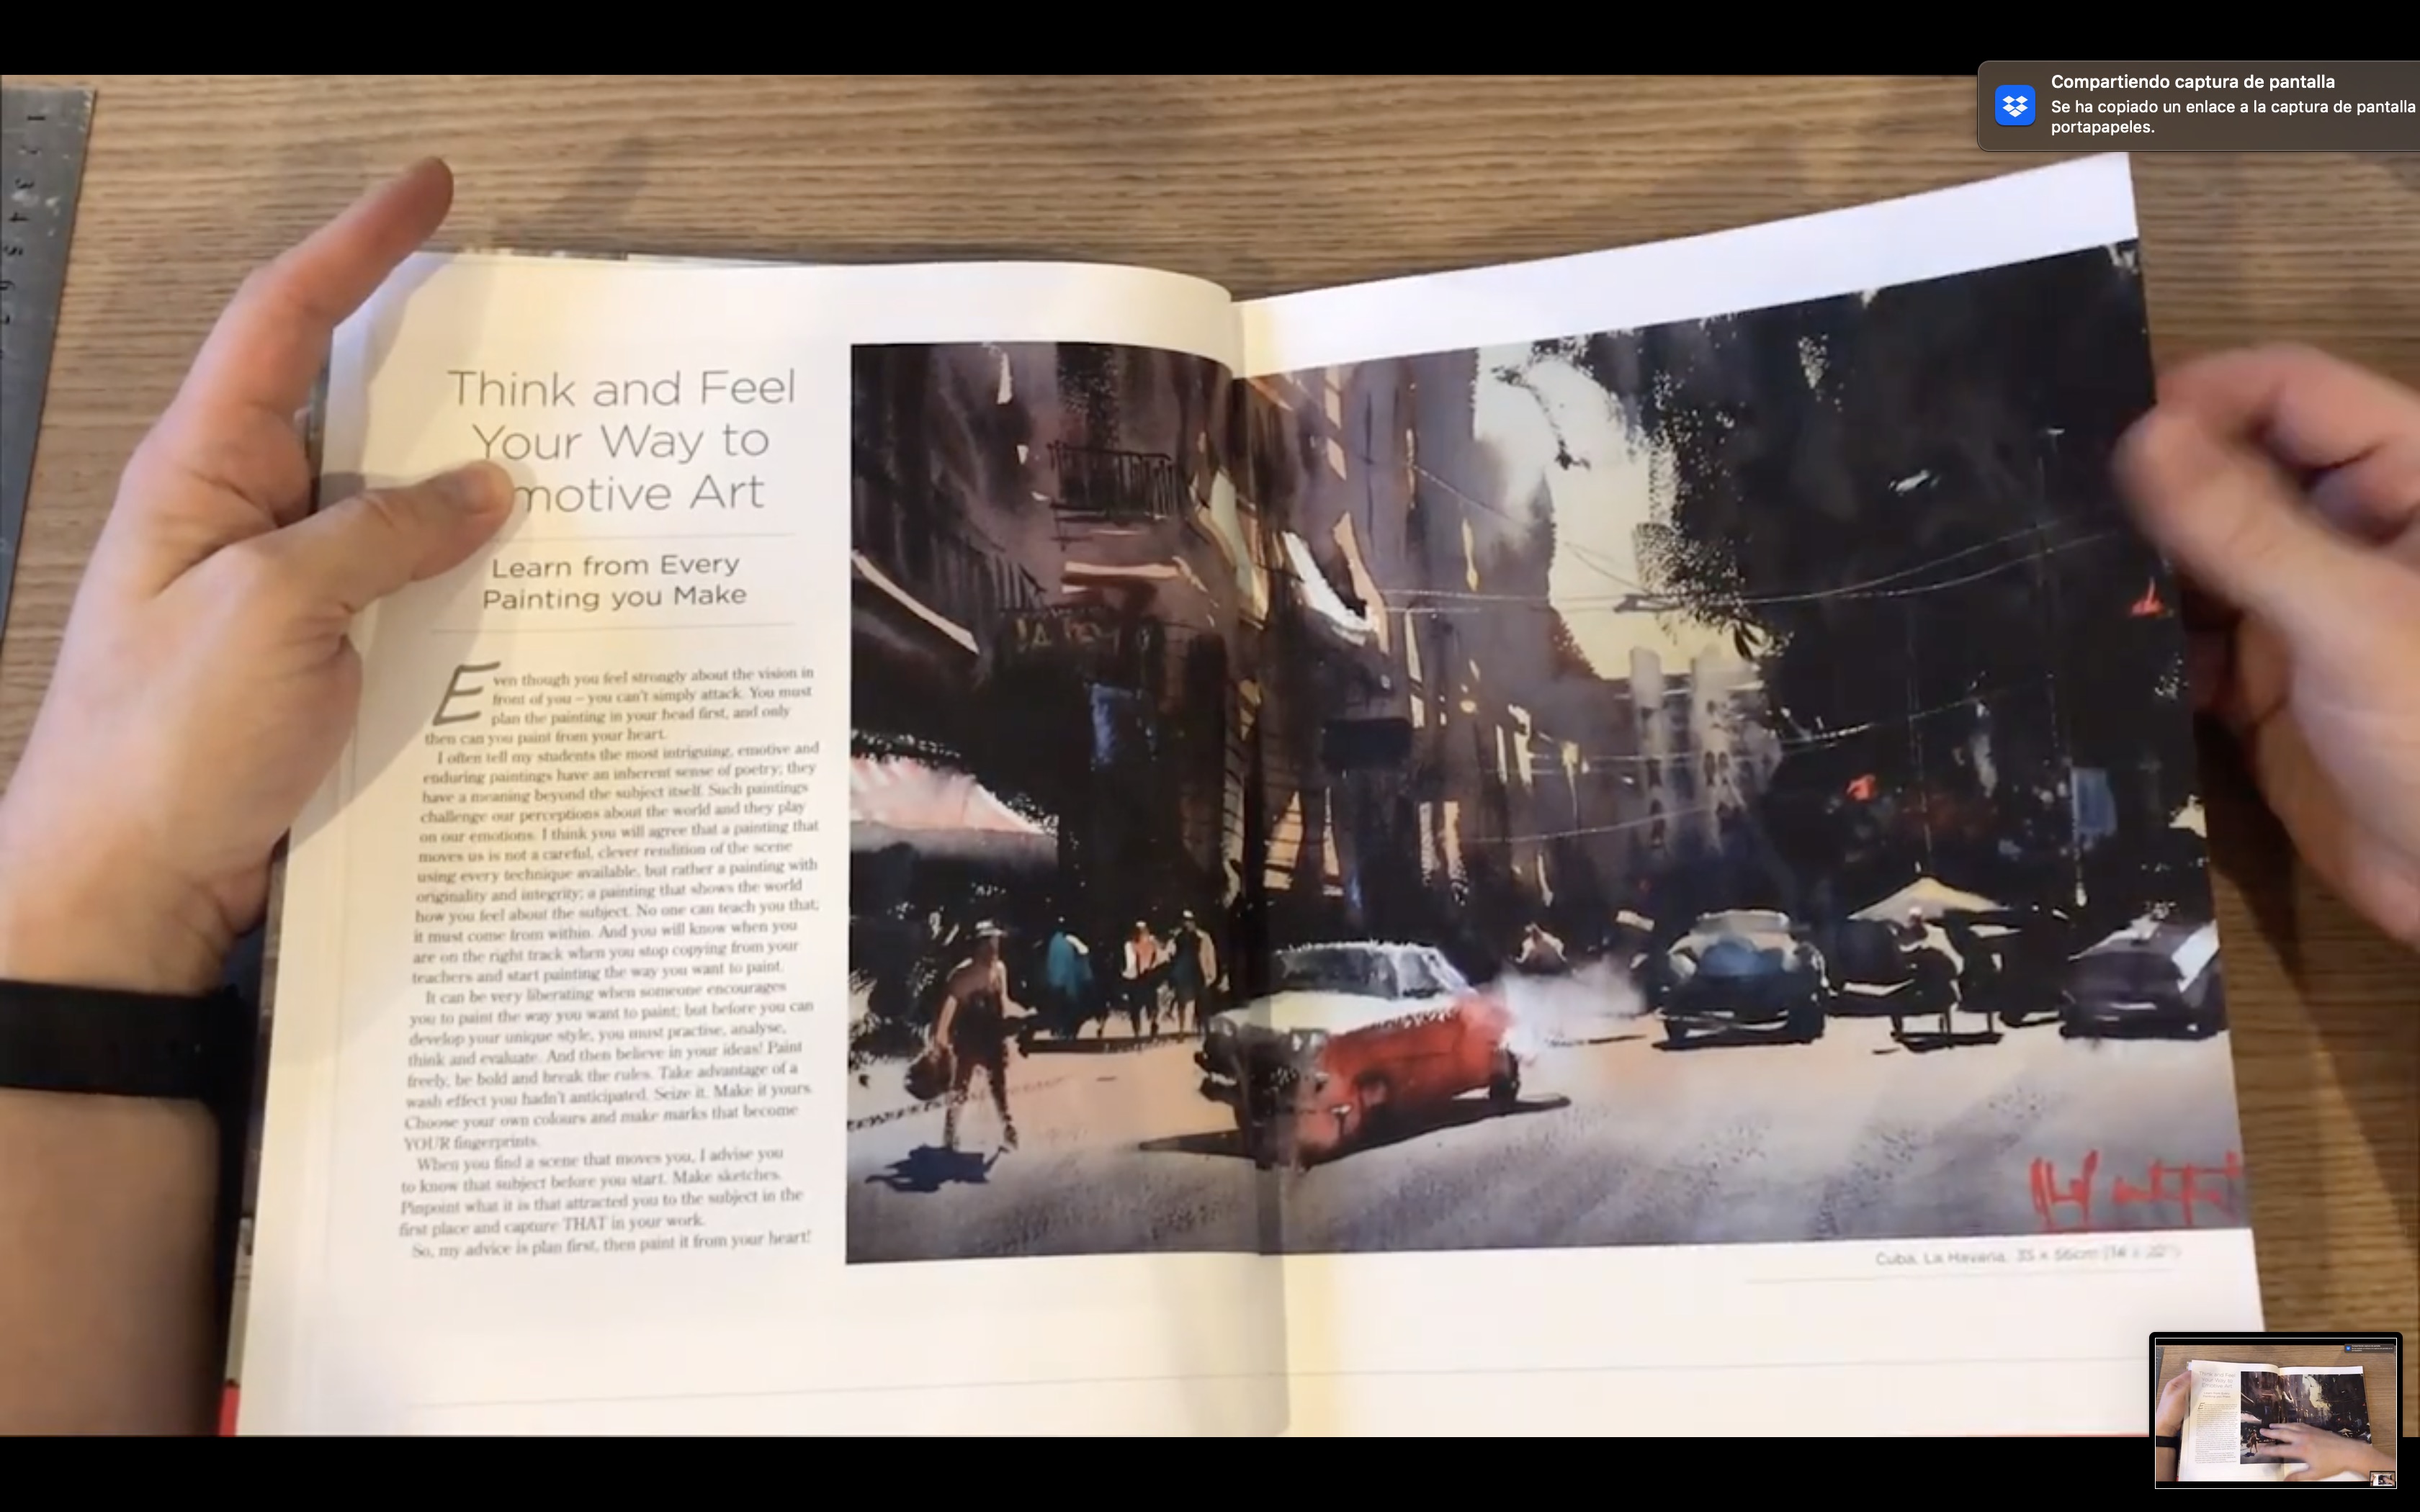 Compartiendo captura de pantalla
Se ha copiado un enlace a la captura de pantalla
portapapeles.
Think and Feel
Your Way to
motive Art
Learn from Every
Painting you Make
Even though you feel strongly about the vision in
front of you – you can't simply attack. You must
plan the painting in your head first, and only
then can you paint from your heart.
I often tell my students the most intriguing, emotive and
enduring paintings have an inherent sense of poetry; they
have a meaning beyond the subject itself. Such paintings
challenge our perceptions about the world and they play
on our emotions. I think you will agree that a painting that
moves us is not a careful, clever rendition of the scene
using every technique available, but rather a painting with
originality and integrity; a painting that shows the world
how you feel about the subject. No one can teach you that;
it must come from within. And you will know when you
are on the right track when you stop copying from your
teachers and start painting the way you want to paint.
It can be very liberating when someone encourages
you to paint the way you want to paint; but before you can
develop your unique style, you must practise, analyse,
think and evaluate. And then believe in your ideas! Paint
freely, be bold and break the rules. Take advantage of a
wash effect you hadn't anticipated. Seize it. Make it yours.
Choose your own colours and make marks that become
YOUR fingerprints.
When you find a scene that moves you, I advise you
to know that subject before you start. Make sketches.
Pinpoint what it is that attracted you to the subject in the
first place and capture THAT in your work.
So, my advice is plan first, then paint it from your heart!
Cuba, La Havana, 35 x 56cm (14 x 22")